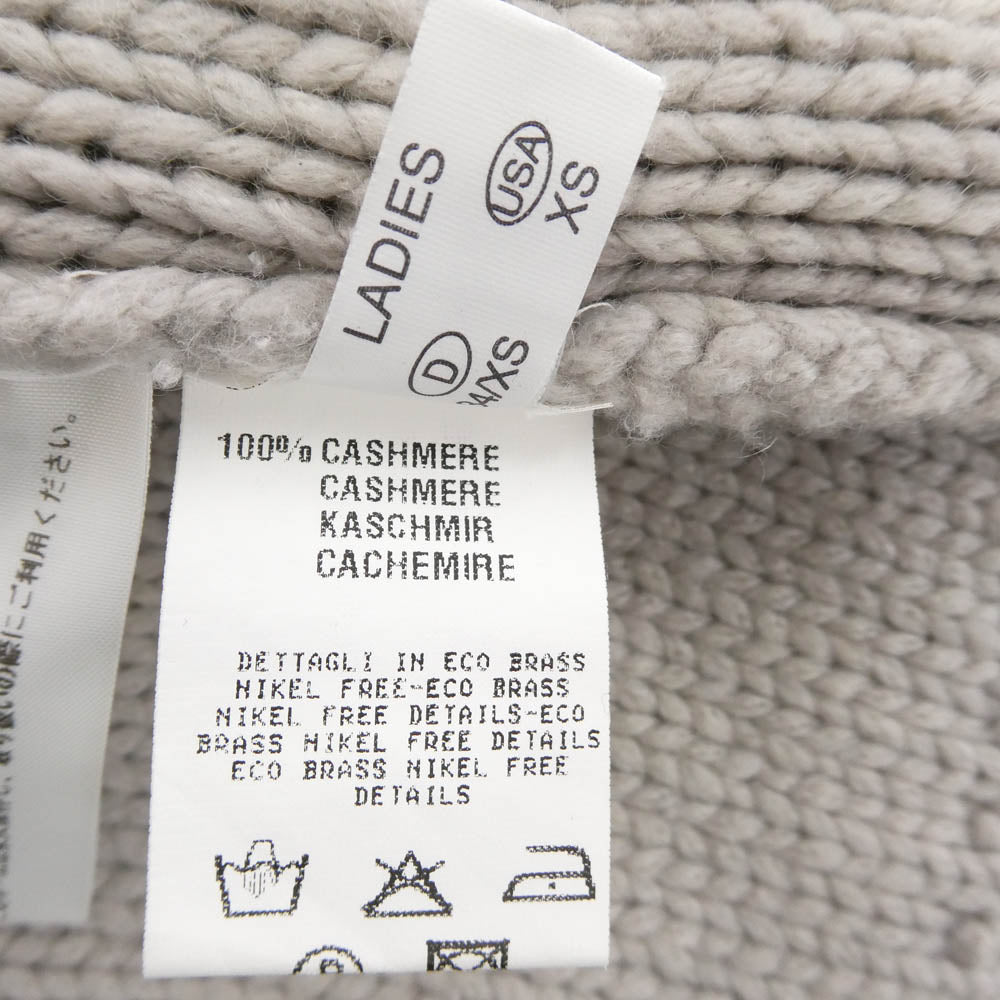 LADIES
USA
XS
D
34/XS
100% CASHMERE
CASHMERE
KASCHMIR
CACHEMIRE
DETTAGLI IN ECO BRASS
NIKEL FREE-ECO BRASS
NIKEL FREE DETAILS-ECO
BRASS NIKEL FREE DETAILS
ECO BRASS NIKEL FREE
DETAILS
際にご利用ください。